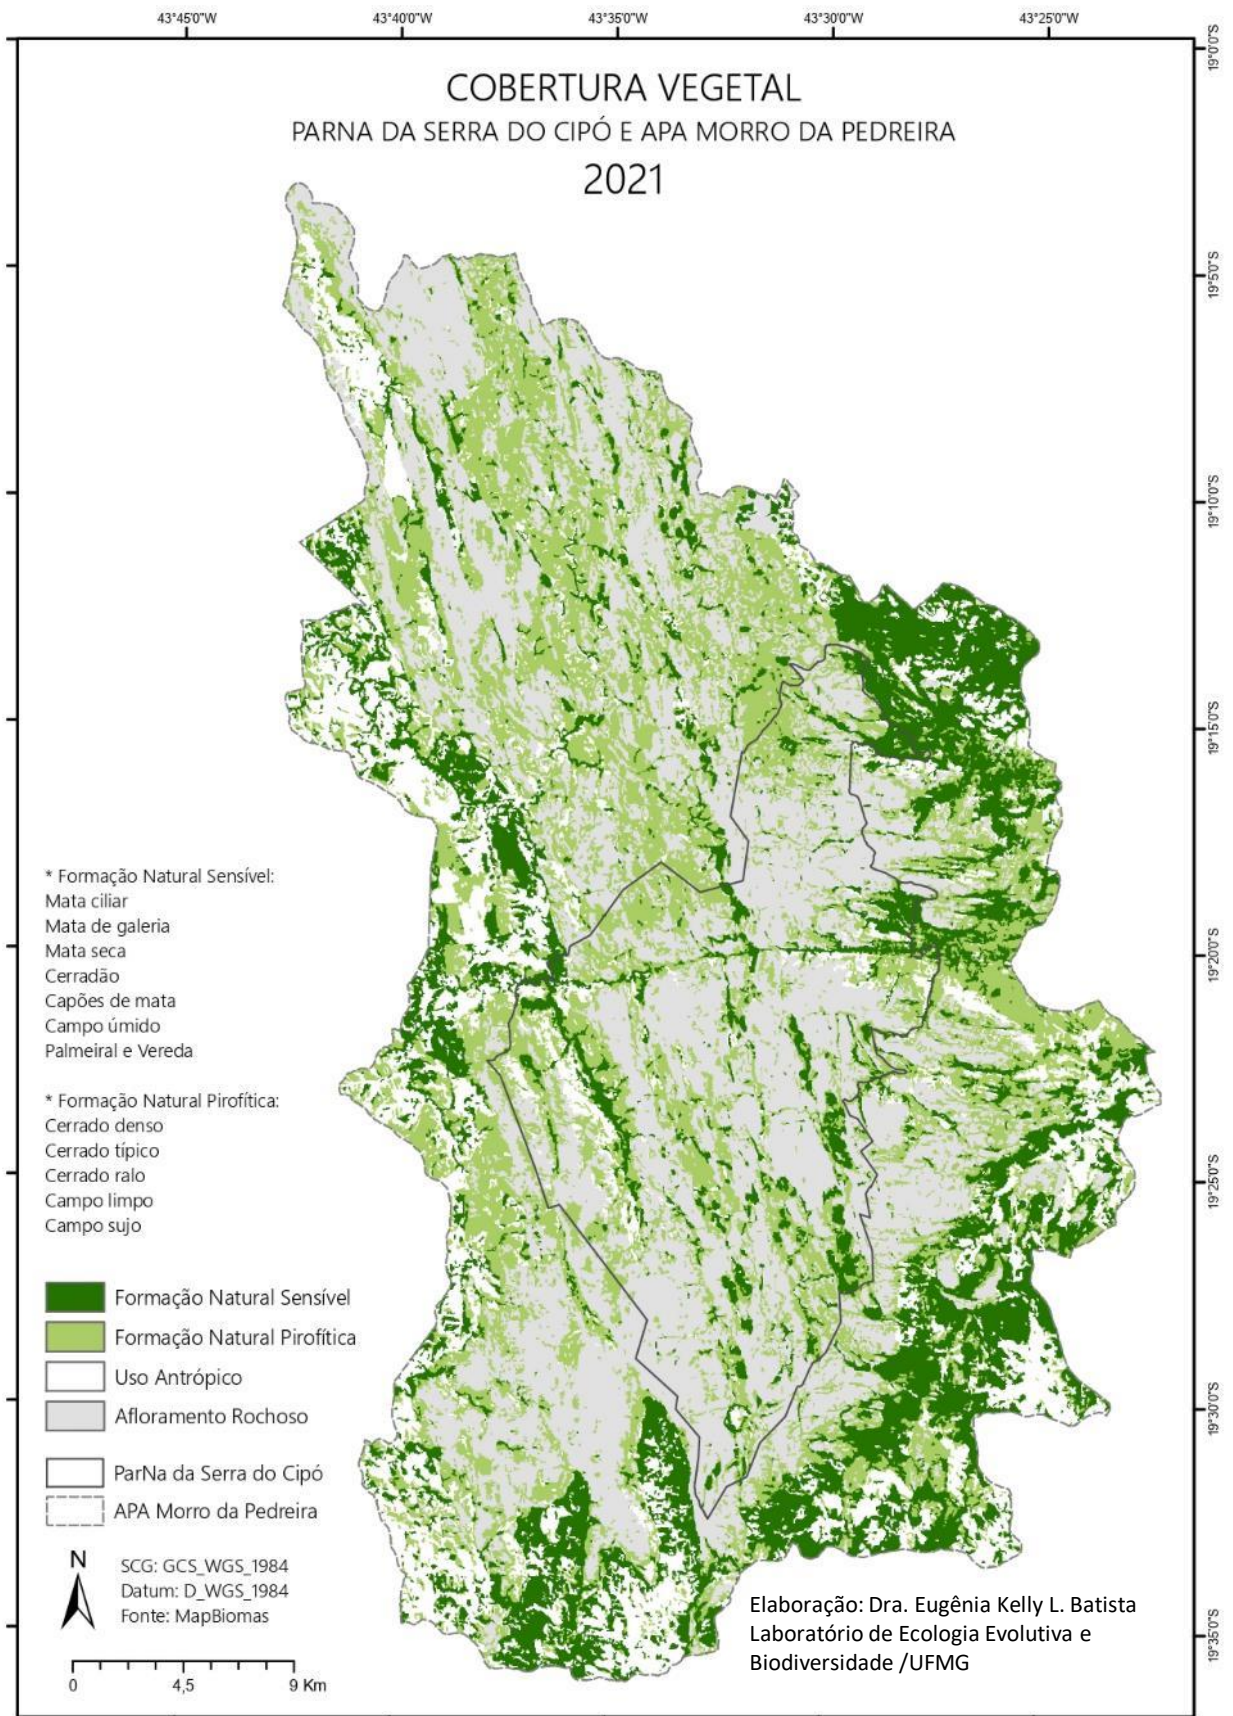 43°45'0"W
43°40'0"W
43°35'0"W
43°30'0"W
43°25'0"W
COBERTURA VEGETAL
PARNA DA SERRA DO CIPÓ E APA MORRO DA PEDREIRA
2021
19°0'0"S
19°5'0"S
19°10'0"S
19°15'0"S
19°20'0"S
19°25'0"S
19°30'0"S
19°35'0"S
* Formação Natural Sensível:
Mata ciliar
Mata de galeria
Mata seca
Cerradão
Capões de mata
Campo úmido
Palmeiral e Vereda
* Formação Natural Pirofítica:
Cerrado denso
Cerrado típico
Cerrado ralo
Campo limpo
Campo sujo
Formação Natural Sensível
Formação Natural Pirofítica
Uso Antrópico
Afloramento Rochoso
ParNa da Serra do Cipó
APA Morro da Pedreira
N
SCG: GCS_WGS_1984
Datum: D_WGS_1984
Fonte: MapBiomas
0 4,5 9 Km
Elaboração: Dra. Eugênia Kelly L. Batista
Laboratório de Ecologia Evolutiva e
Biodiversidade /UFMG